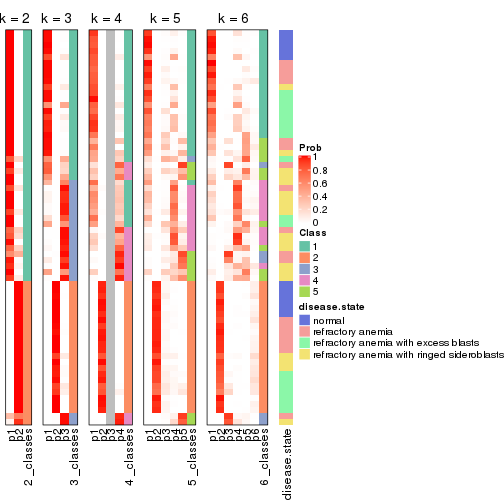 k = 2
k = 3
k = 4
k = 5
k = 6
Prob
1
0.8
0.6
0.4
0.2
0
Class
1
2
3
4
5
disease.state
normal
refractory anemia
refractory anemia with excess blasts
refractory anemia with ringed sideroblasts
p1
p2
2_classes
p1
p2
p3
3_classes
p1
p2
p3
p4
4_classes
p1
p2
p3
p4
p5
5_classes
p1
p2
p3
p4
p5
p6
6_classes
disease.state